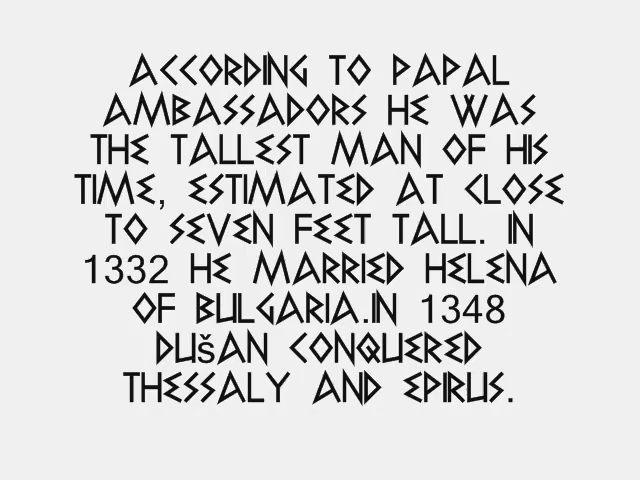 ACCORDING TO PAPAL
AMBASSADORS HE WAS
THE TALLEST MAN OF HIS
TIME, ESTIMATED AT CLOSE
TO SEVEN FEET TALL. IN
1332 HE MARRIED HELENA
OF BULGARIA.IN 1348
DUšAN CONQUERED
THESSALY AND EPIRUS.